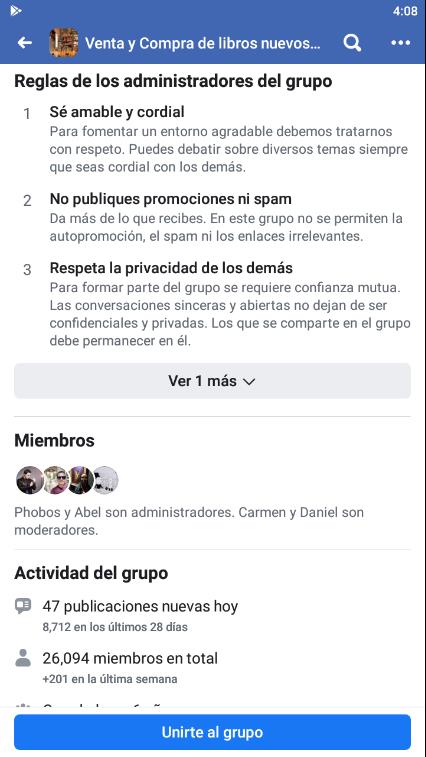 4:08
Venta y Compra de libros nuevos...
Reglas de los administradores del grupo
1 Sé amable y cordial
Para fomentar un entorno agradable debemos tratarnos
con respeto. Puedes debatir sobre diversos temas siempre
que seas cordial con los demás.
2 No publiques promociones ni spam
Da más de lo que recibes. En este grupo no se permiten la
autopromoción, el spam ni los enlaces irrelevantes.
3 Respeta la privacidad de los demás
Para formar parte del grupo se requiere confianza mutua.
Las conversaciones sinceras y abiertas no dejan de ser
confidenciales y privadas. Los que se comparte en el grupo
debe permanecer en él.
Ver 1 más
Miembros
Phobos y Abel son administradores. Carmen y Daniel son
moderadores.
Actividad del grupo
47 publicaciones nuevas hoy
8,712 en los últimos 28 días
26,094 miembros en total
+201 en la última semana
Unirte al grupo